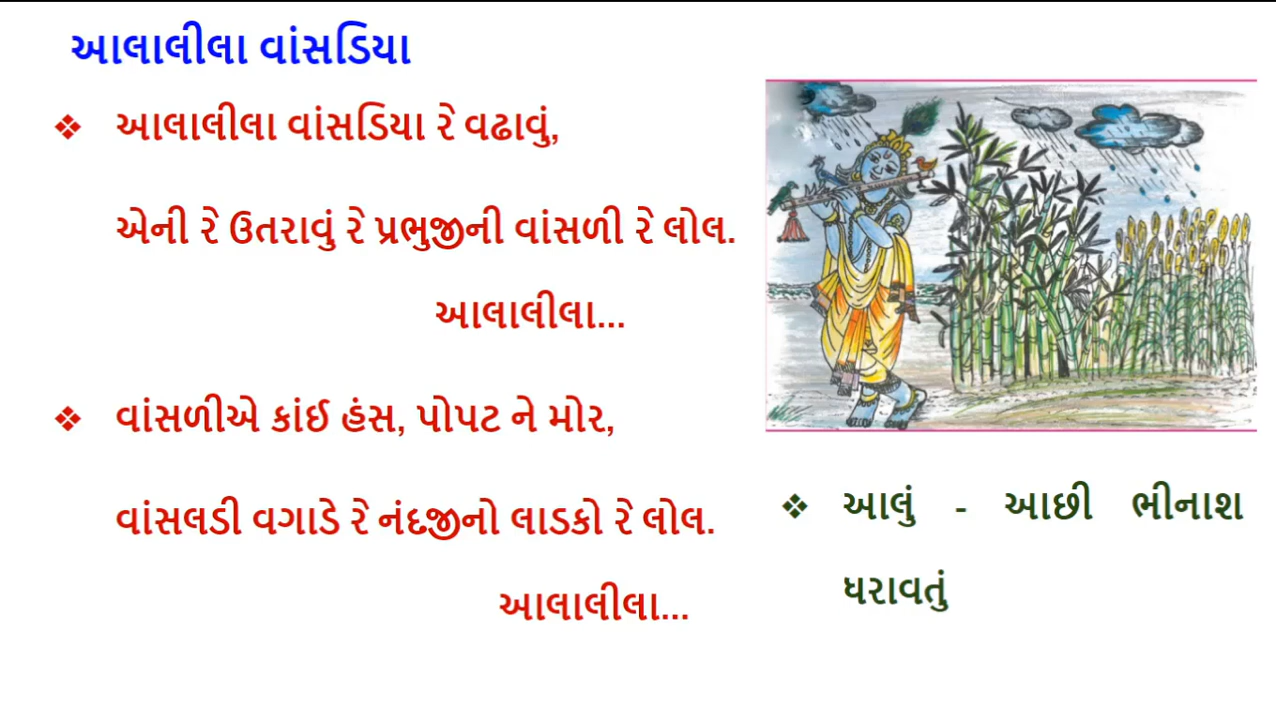 આલાલીલા વાંસડિયા
❖ આલાલીલા વાંસડિયા રે વઢાવું,
એની રે ઉતરાવું રે પ્રભુજીની વાંસળી રે લોલ.
આલાલીલા...
❖ વાંસળીએ કાંઈ હંસ, પોપટ ને મોર,
વાંસલડી વગાડે રે નંદજીનો લાડકો રે લોલ.
આલાલીલા...
❖ આલું - આછી ભીનાશ
ધરાવતું